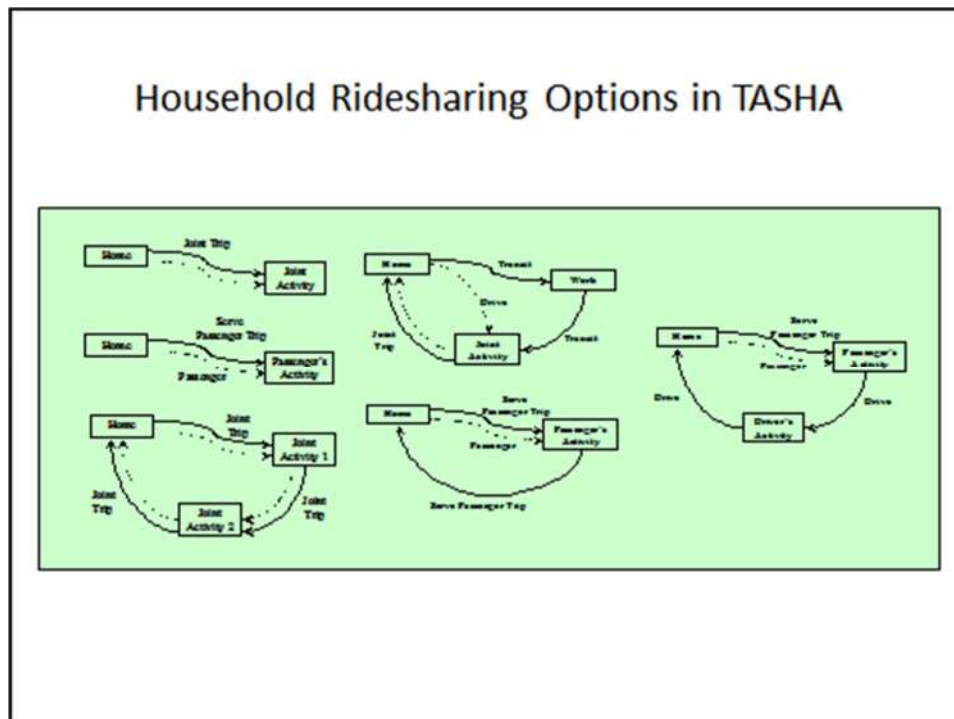 Household Ridesharing Options in TASHA
Home
Joint Trip
Joint
Activity
Home
Serve
Passenger Trip
Passenger
Passenger's
Activity
Home
Joint
Trip
Joint
Activity 1
Joint
Trip
Joint
Activity 2
Joint
Trip
Home
Transit
Work
Drive
Joint
Trip
Joint
Activity
Transit
Home
Serve
Passenger Trip
Passenger
Passenger's
Activity
Serve Passenger Trip
Home
Serve
Passenger Trip
Passenger
Passenger's
Activity
Drive
Drive
Driver's
Activity